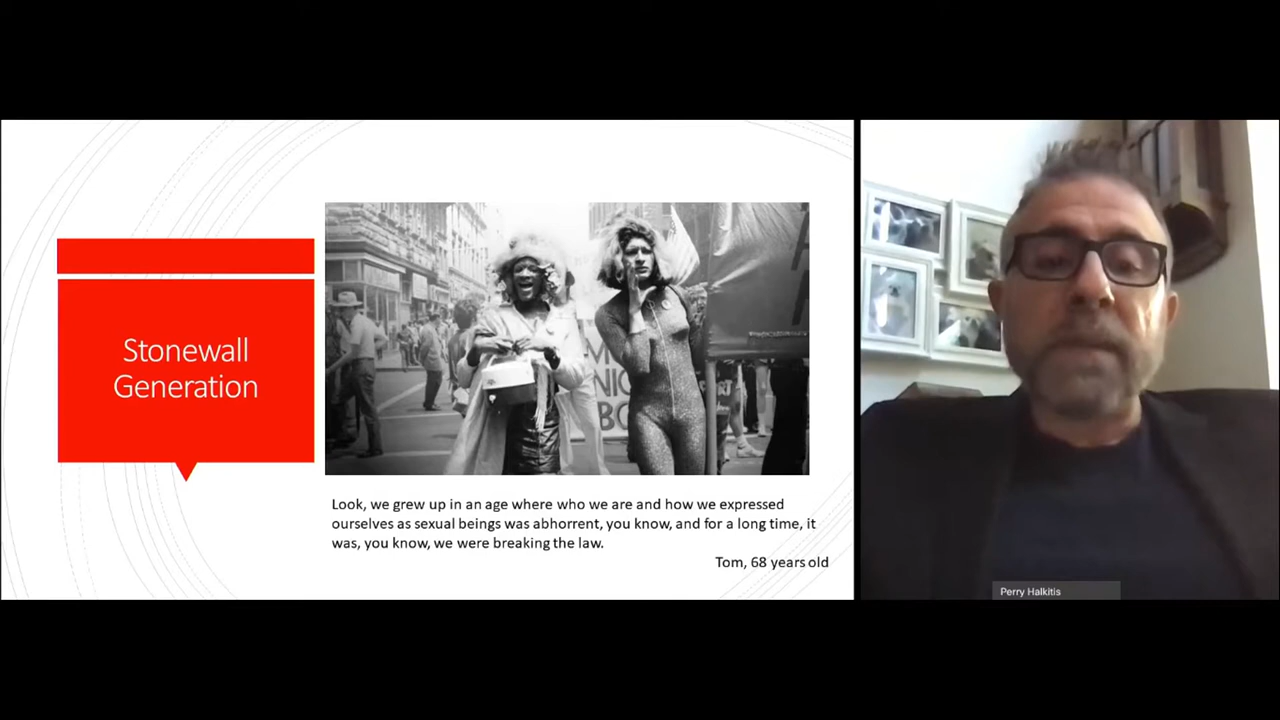 Stonewall
Generation
Look, we grew up in an age where who we are and how we expressed
ourselves as sexual beings was abhorrent, you know, and for a long time, it
was, you know, we were breaking the law.
Tom, 68 years old
Perry Halkitis